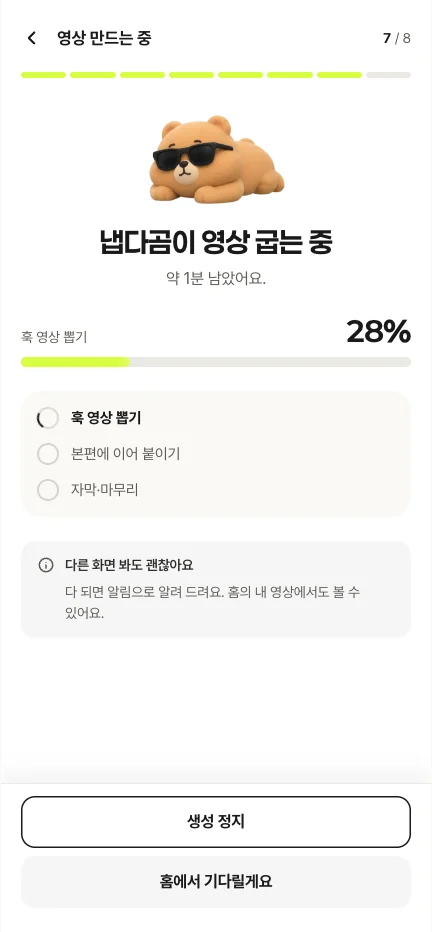 영상 만드는 중
7 / 8
냅다곰이 영상 굽는 중
약 1분 남았어요.
훅 영상 뽑기
28%
훅 영상 뽑기
본편에 이어 붙이기
자막·마무리
다른 화면 봐도 괜찮아요
다 되면 알림으로 알려 드려요. 홈의 내 영상에서도 볼 수
있어요.
생성 정지
홈에서 기다릴게요